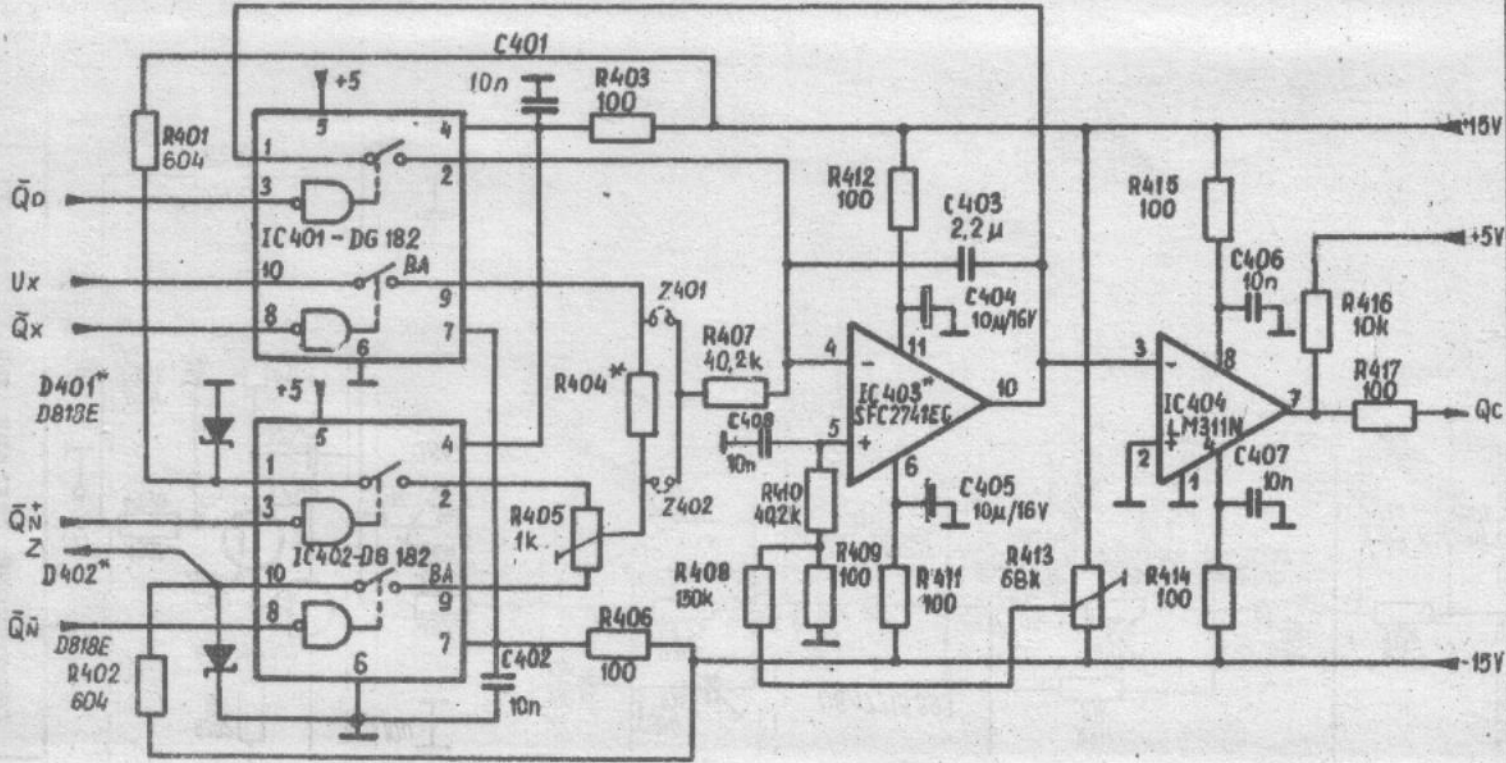 C401
+5
10n
R403
100
+15V
R401
604
5
4
1
2
3
R412
100
C403
2,2 µ
R415
100
+5V
Q̄D
IC401-DG 182
Ux
10
BA
9
Q̄x
8
7
6
Z401
R407
40,2k
C404
10µ/16V
C406
10n
R416
10k
D401*
D818E
+5
5
4
R404*
4
-
11
IC403*
SFC2741EG
10
3
-
8
IC404
LM311N
7
R417
100
Qc
C408
10n
5
+
6
2
+
4
1
C407
10n
1
2
3
Q̄N+
Z
D402*
IC402-DG 182
10
BA
9
8
7
6
Q̄N̄
R405
1k
Z402
R410
40,2k
C405
10µ/16V
R408
150k
R409
100
R411
100
R413
68k
R414
100
D818E
R402
604
R406
100
C402
10n
-15V